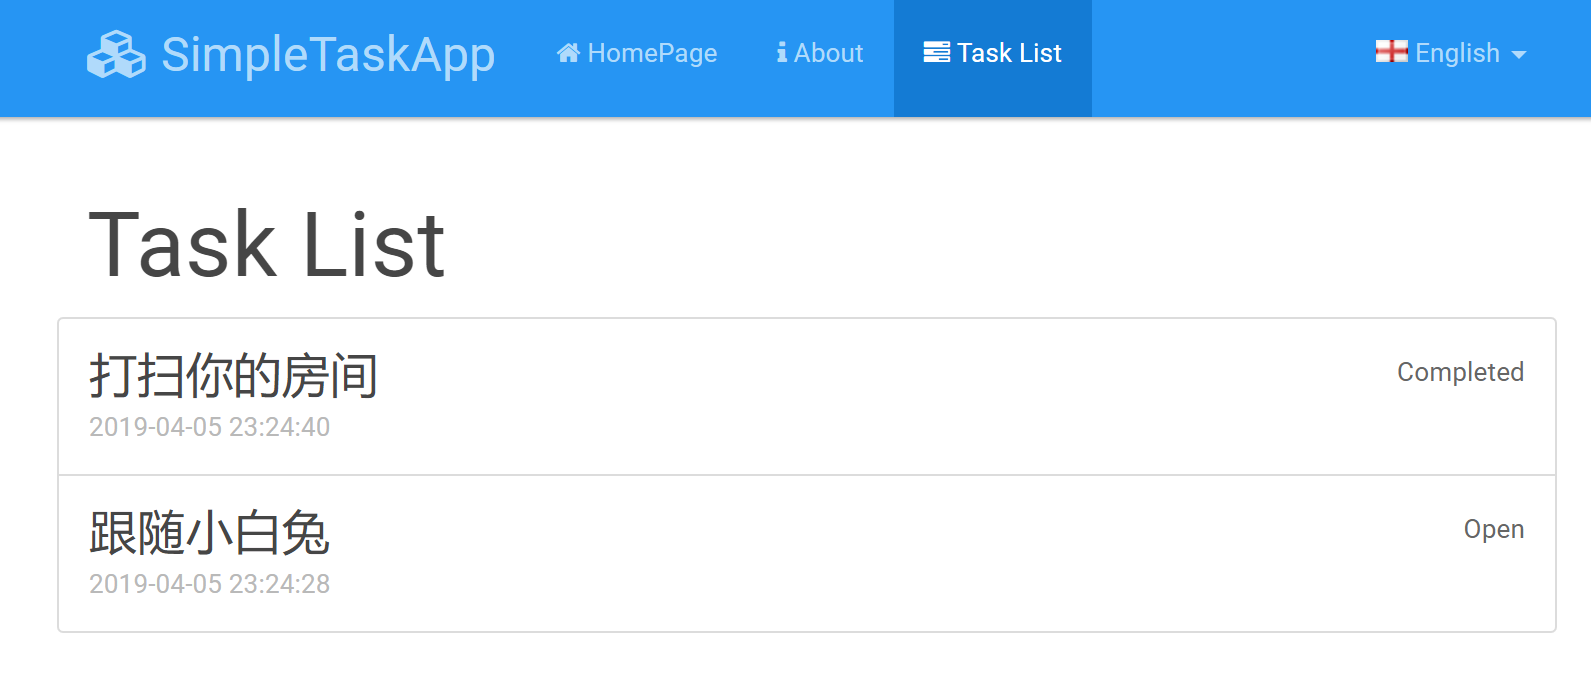 SimpleTaskApp HomePage About Task List English
Task List
打扫你的房间 Completed
2019-04-05 23:24:40
跟随小白兔 Open
2019-04-05 23:24:28